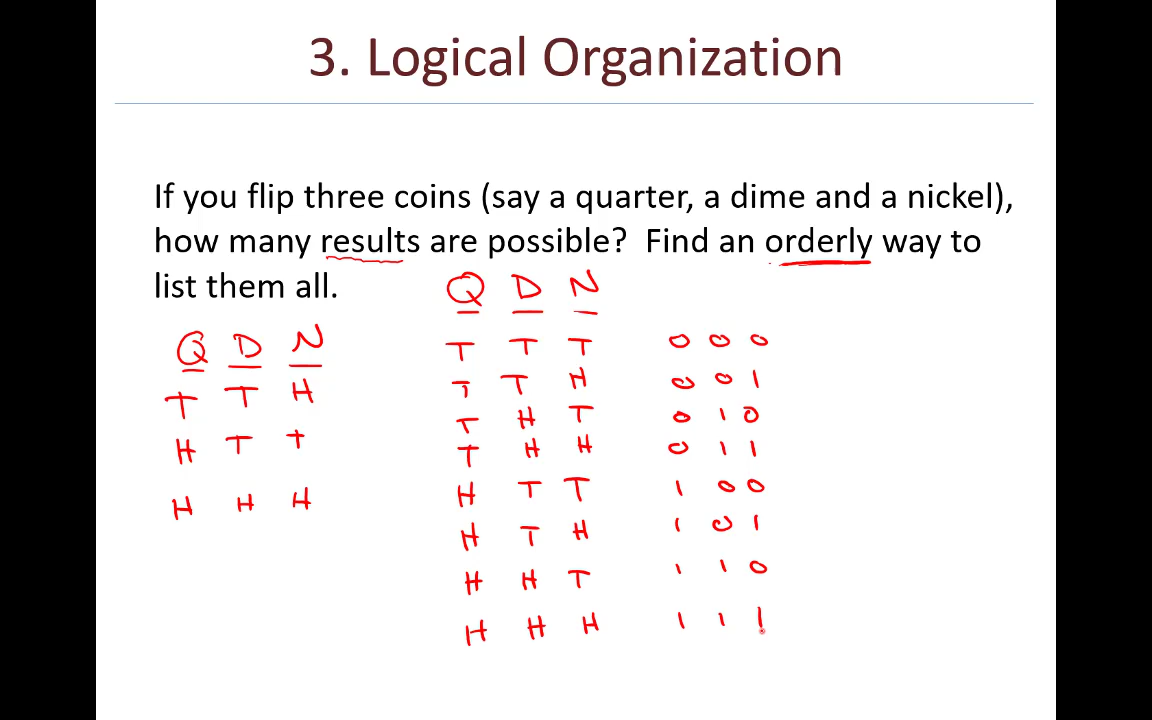 3. Logical Organization
If you flip three coins (say a quarter, a dime and a nickel),
how many results are possible? Find an orderly way to
list them all.
Q D N
T T H
H T T
H H H
Q D N
T T T
T T H
T H T
T H H
H T T
H T H
H H T
H H H
0 0 0
0 0 1
0 1 0
0 1 1
1 0 0
1 0 1
1 1 0
1 1 1